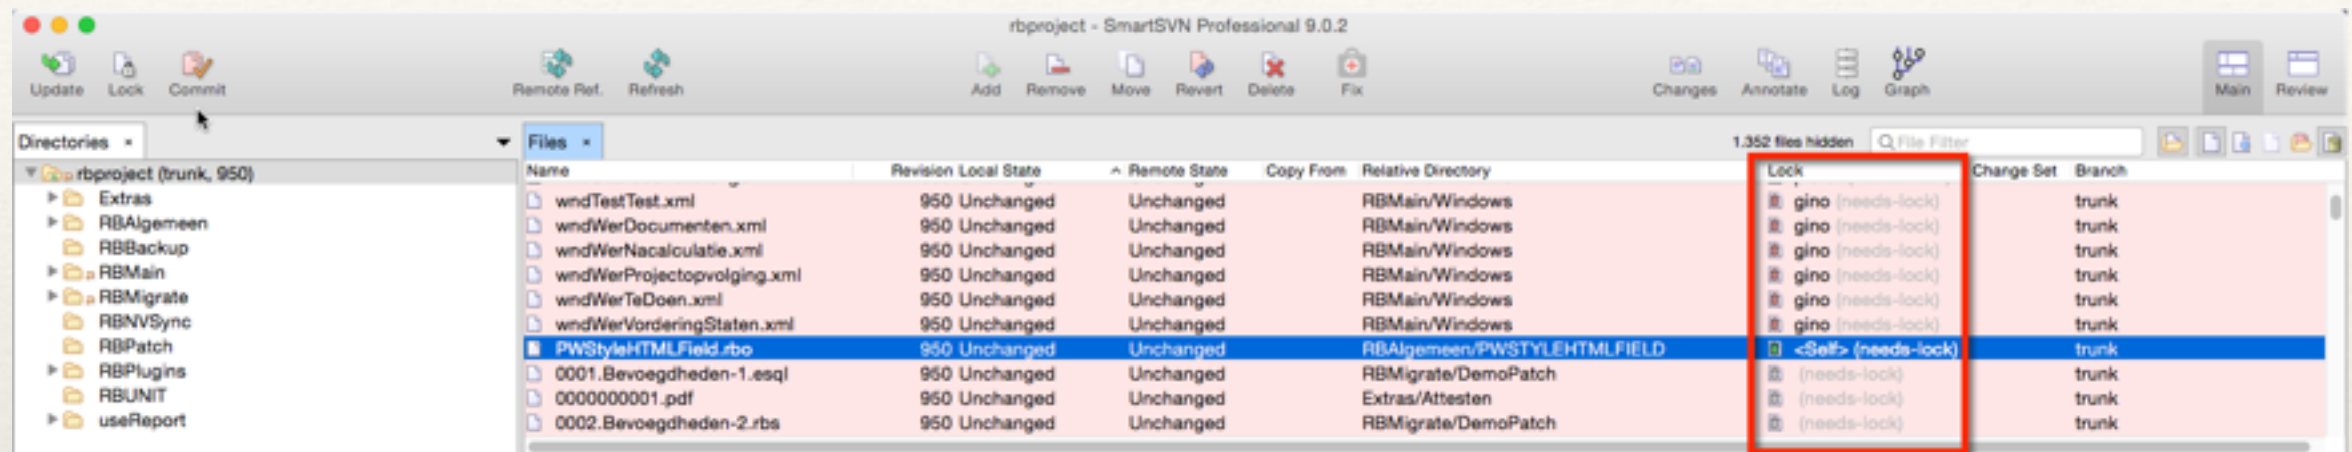 rbproject - SmartSVN Professional 9.0.2
Update Lock Commit Remote Ref. Refresh Add Remove Move Revert Delete Fix Changes Annotate Log Graph Main Review
Directories Files 1.352 files hidden File Filter
rbproject (trunk, 950)
Extras
RBAlgemeen
RBBackup
RBMain
RBMigrate
RBNVSync
RBPatch
RBPlugins
RBUNIT
useReport
Name Revision Local State Remote State Copy From Relative Directory Lock Change Set Branch
wndTestTest.xml 950 Unchanged Unchanged RBMain/Windows gino (needs-lock) trunk
wndWerDocumenten.xml 950 Unchanged Unchanged RBMain/Windows gino (needs-lock) trunk
wndWerNacalculatie.xml 950 Unchanged Unchanged RBMain/Windows gino (needs-lock) trunk
wndWerProjectopvolging.xml 950 Unchanged Unchanged RBMain/Windows gino (needs-lock) trunk
wndWerTeDoen.xml 950 Unchanged Unchanged RBMain/Windows gino (needs-lock) trunk
wndWerVorderingStaten.xml 950 Unchanged Unchanged RBMain/Windows gino (needs-lock) trunk
PWStyleHTMLField.rbo 950 Unchanged Unchanged RBAlgemeen/PWSTYLEHTMLFIELD <Self> (needs-lock) trunk
0001.Bevoegdheden-1.esql 950 Unchanged Unchanged RBMigrate/DemoPatch (needs-lock) trunk
0000000001.pdf 950 Unchanged Unchanged Extras/Attesten (needs-lock) trunk
0002.Bevoegdheden-2.rbs 950 Unchanged Unchanged RBMigrate/DemoPatch (needs-lock) trunk